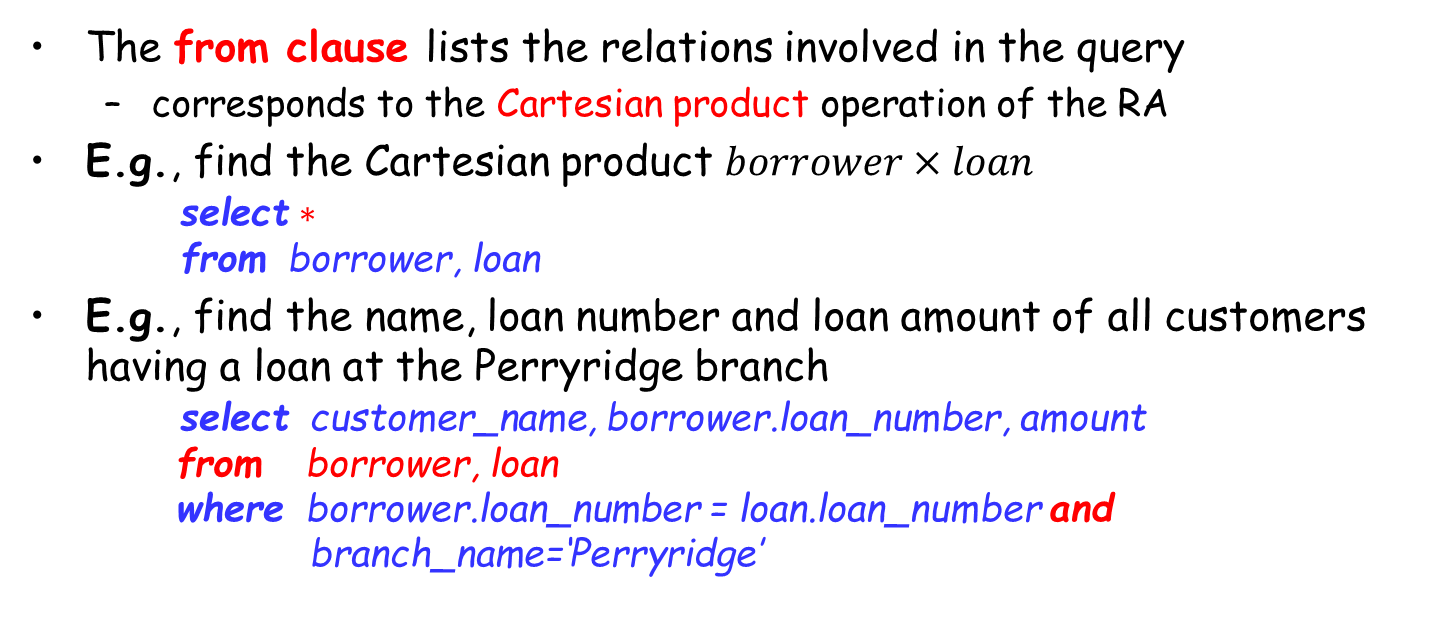 • The from clause lists the relations involved in the query
– corresponds to the Cartesian product operation of the RA
• E.g., find the Cartesian product borrower × loan
select *
from borrower, loan
• E.g., find the name, loan number and loan amount of all customers
having a loan at the Perryridge branch
select customer_name, borrower.loan_number, amount
from borrower, loan
where borrower.loan_number = loan.loan_number and
branch_name=‘Perryridge’